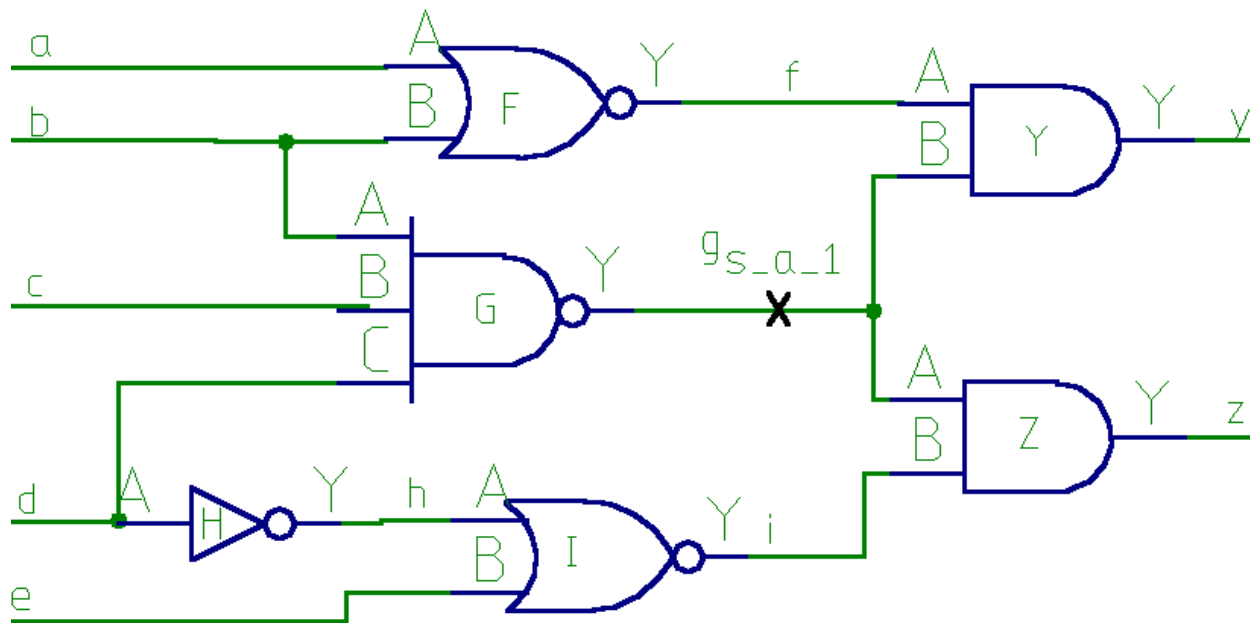 a A F Y f A Y Y y
b B B
A
c B G Y g s_a_1
C A Z Y z
d A H Y h A B
B I Y i
e